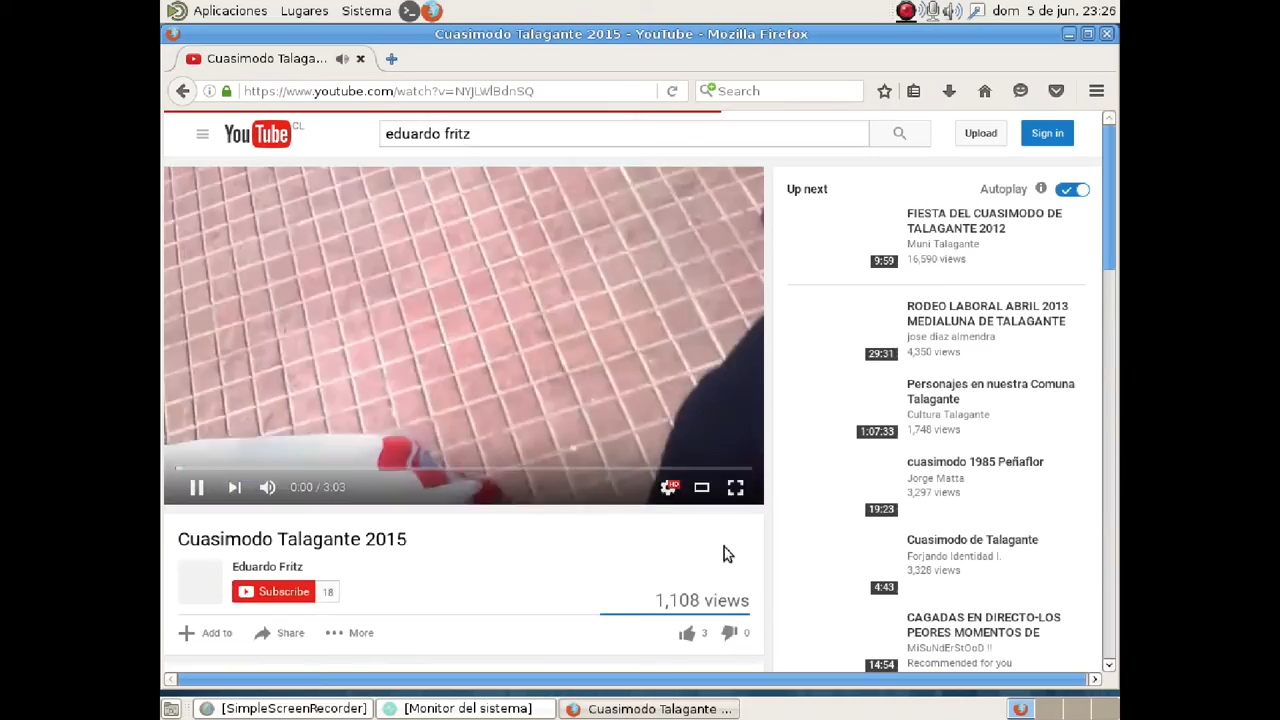 Aplicaciones Lugares Sistema dom 5 de jun, 23:26
Cuasimodo Talagante 2015 - YouTube - Mozilla Firefox
Cuasimodo Talaga...
https://www.youtube.com/watch?v=NYJLWlBdnSQ Search
YouTube CL eduardo fritz Upload Sign in
Up next Autoplay
FIESTA DEL CUASIMODO DE
TALAGANTE 2012
Muni Talagante
9:59 16,590 views
RODEO LABORAL ABRIL 2013
MEDIALUNA DE TALAGANTE
jose diaz almendra
29:31 4,350 views
Personajes en nuestra Comuna
Talagante
Cultura Talagante
1:07:33 1,748 views
cuasimodo 1985 Peñaflor
Jorge Matta
3,297 views
19:23
Cuasimodo de Talagante
Forjando Identidad I.
3,328 views
4:43
CAGADAS EN DIRECTO-LOS
PEORES MOMENTOS DE
MiSuNdErStOoD !!
14:54 Recommended for you
0:00 / 3:03 HD
Cuasimodo Talagante 2015
Eduardo Fritz
Subscribe 18
1,108 views
Add to Share More 3 0
[SimpleScreenRecorder] [Monitor del sistema] Cuasimodo Talagante ...